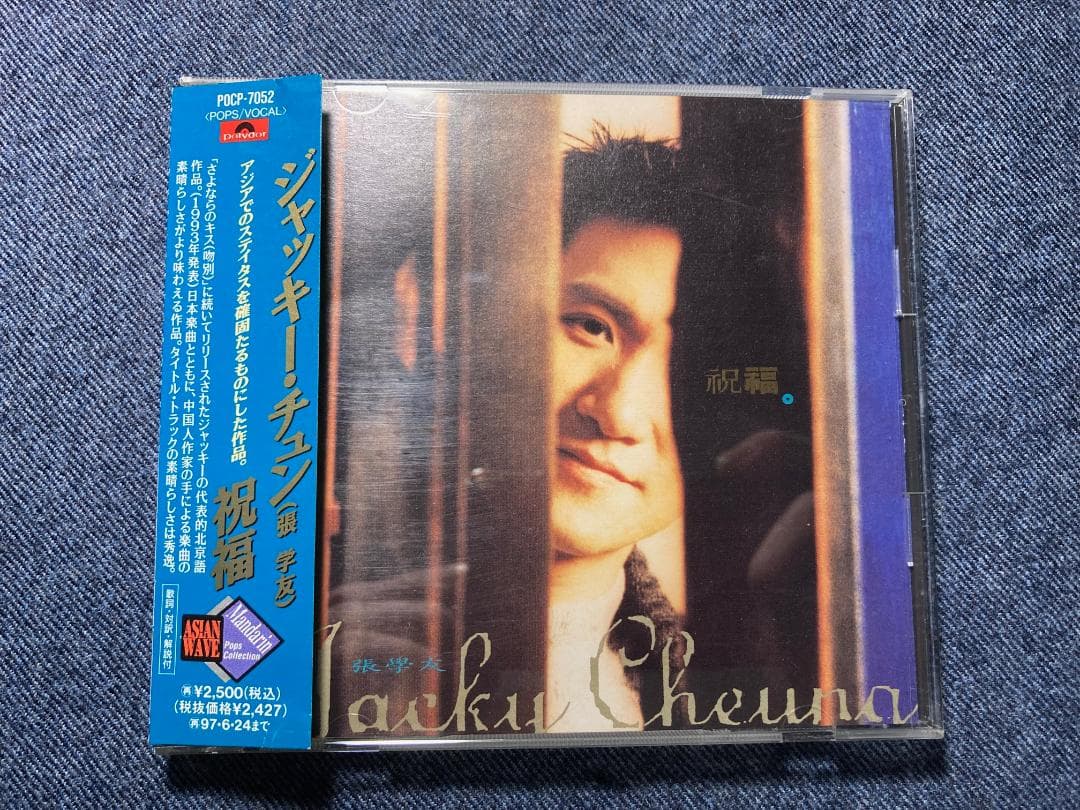 POCP-7052
〈POPS/VOCAL〉
polydor
ジャッキー・チュン(張 学友)
祝福
アジアでのステイタスを確固たるものにした作品。
「さよならのキス(吻別)」に続いてリリースされたジャッキーの代表的北京語
作品。(1993年発表)日本楽曲とともに、中国人作家の手による楽曲の
素晴らしさがより味わえる作品。タイトル・トラックの素晴らしさは秀逸。
歌詞・対訳・解説付
ASIAN
WAVE
Mandarin
Pops
Collection
㊖¥2,500(税込)
(税抜価格¥2,427)
㊖97・6・24まで
祝福。
張學友
Jacky Cheung